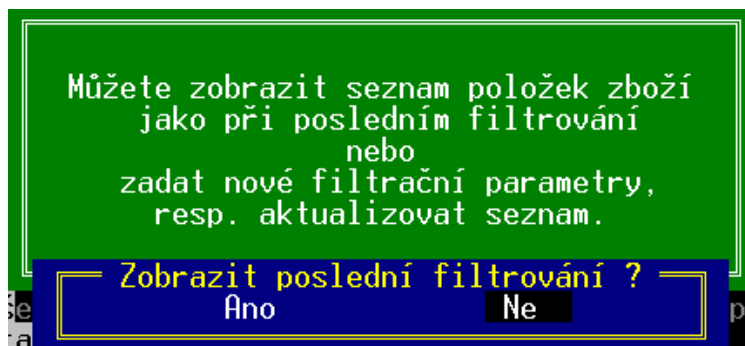 Můžete zobrazit seznam položek zboží
jako při posledním filtrování
nebo
zadat nové filtrační parametry,
resp. aktualizovat seznam.
Zobrazit poslední filtrování ?
Ano Ne